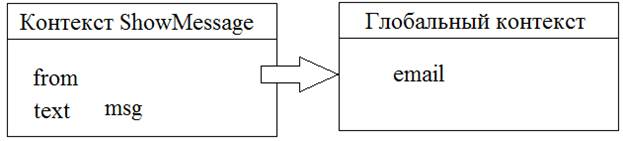 Контекст ShowMessage
from
text msg
Глобальный контекст
email